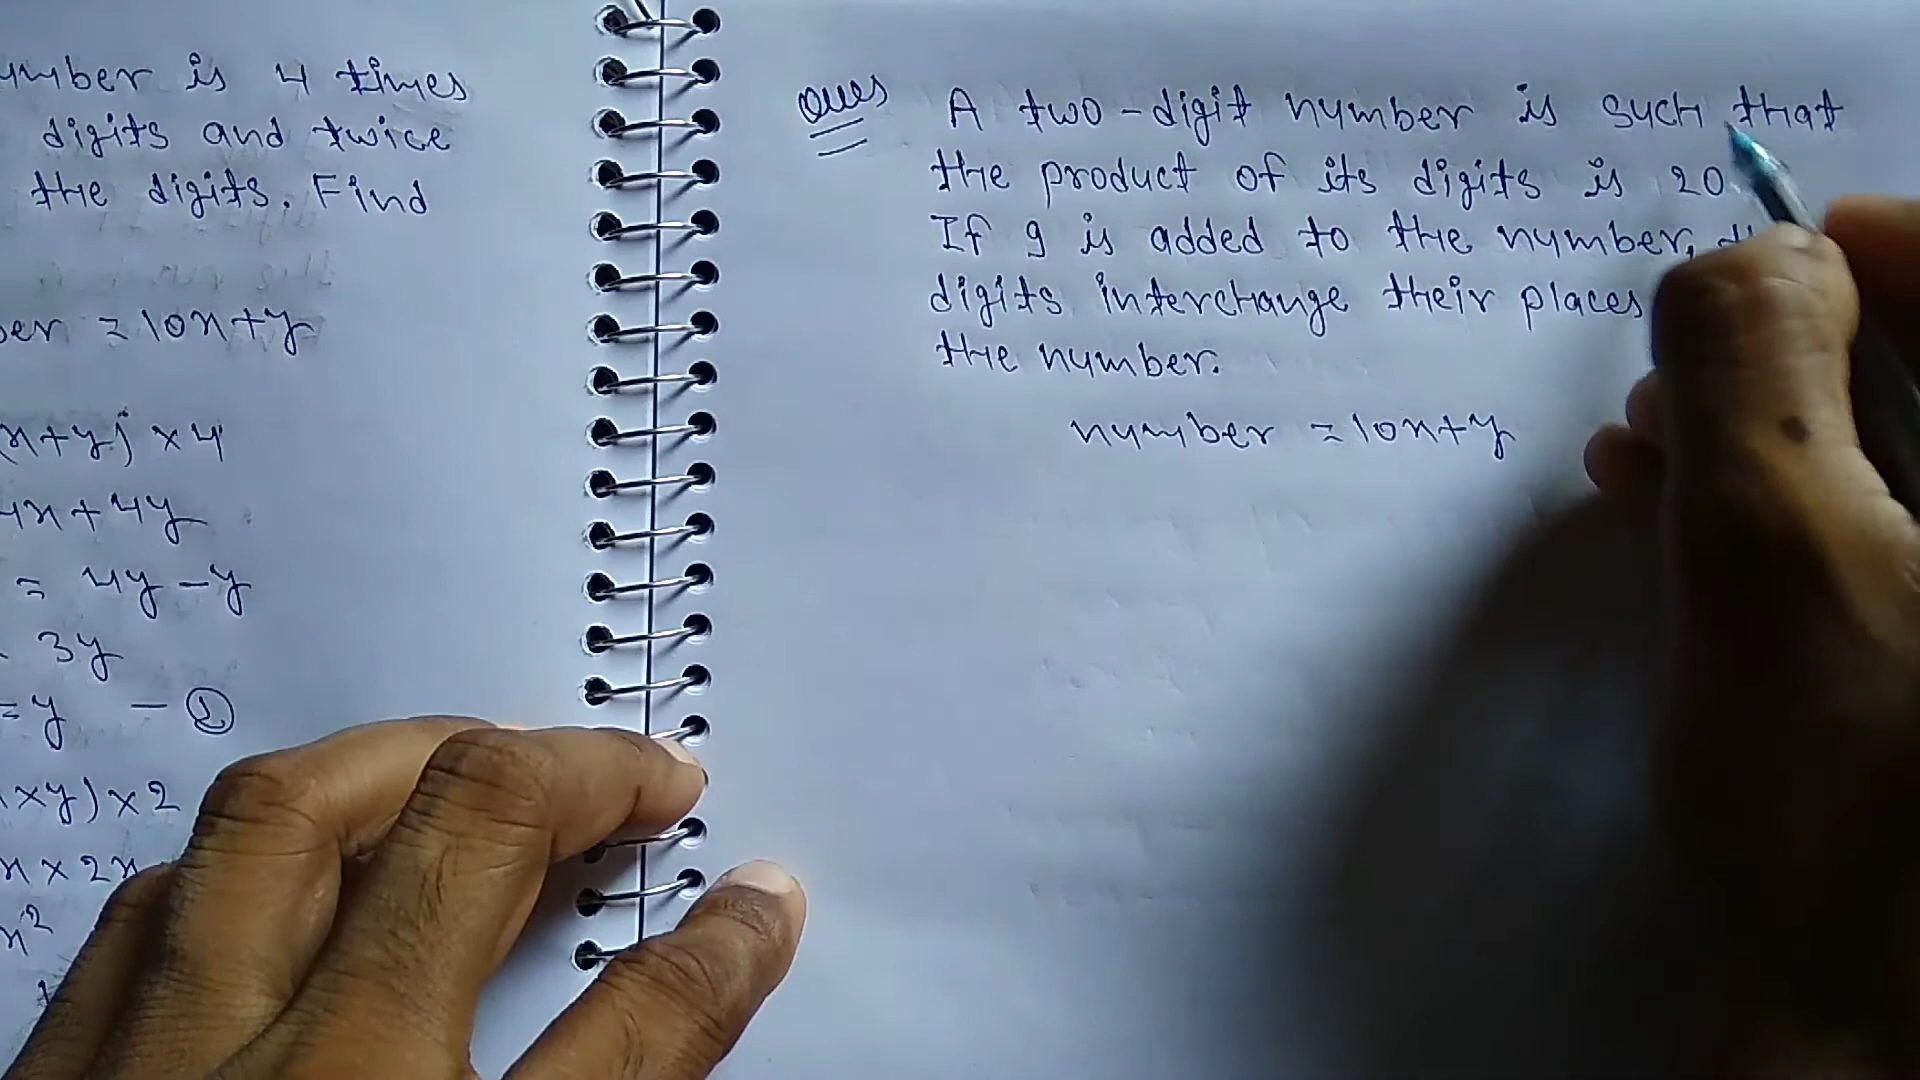 number is 4 times
digits and twice
the digits. Find
= 10x+y
(x+y) × 4
4x + 4y
= 4y - y
3y
= y - ①
xy) × 2
x × 2x
x²
Ques A two-digit number is such that
the product of its digits is 20
If 9 is added to the number,
digits interchange their places
the number.
number = 10x+y